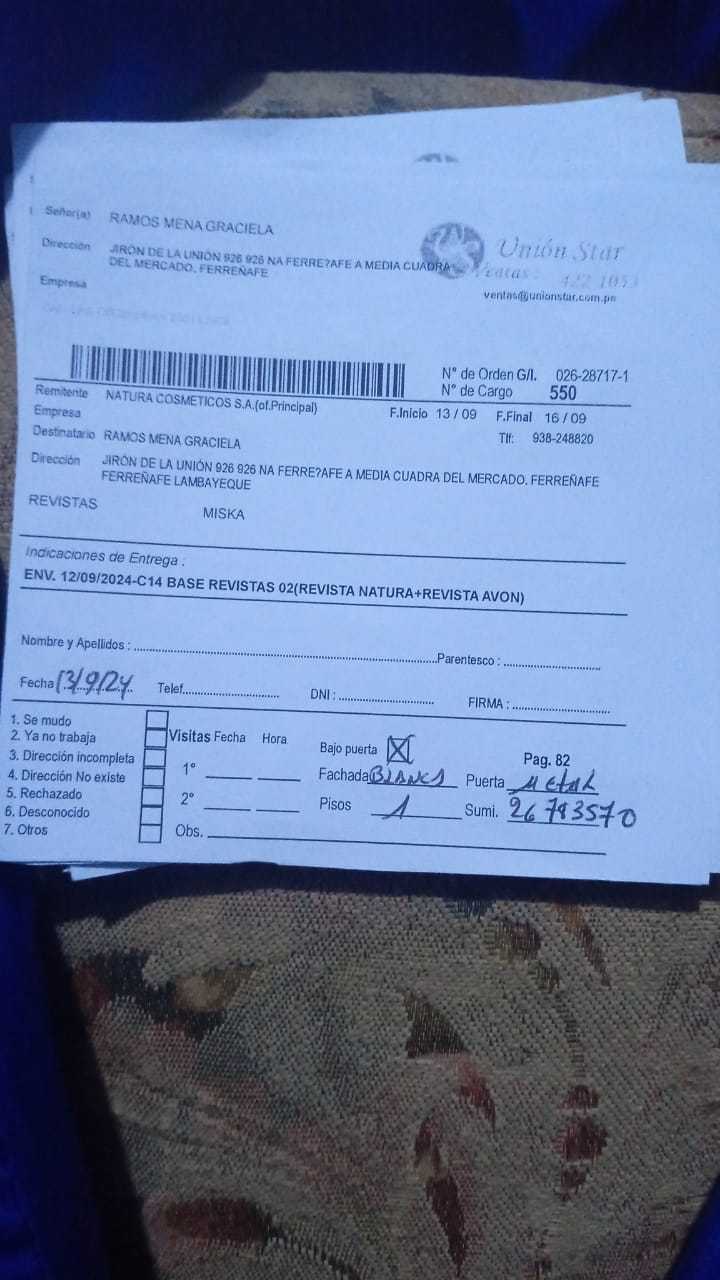 Señor(a) RAMOS MENA GRACIELA
Dirección JIRÓN DE LA UNIÓN 926 926 NA FERRE?AFE A MEDIA CUADRA
DEL MERCADO. FERREÑAFE
Empresa
Unión Star
Ventas: 422 1053
ventas@unionstar.com.pe
N° de Orden G/I. 026-28717-1
N° de Cargo 550
Remitente NATURA COSMETICOS S.A.(of.Principal)
F.Inicio 13 / 09 F.Final 16 / 09
Empresa
Tlf: 938-248820
Destinatario RAMOS MENA GRACIELA
Dirección JIRÓN DE LA UNIÓN 926 926 NA FERRE?AFE A MEDIA CUADRA DEL MERCADO. FERREÑAFE
FERREÑAFE LAMBAYEQUE
REVISTAS MISKA
Indicaciones de Entrega :
ENV. 12/09/2024-C14 BASE REVISTAS 02(REVISTA NATURA+REVISTA AVON)
Nombre y Apellidos : Parentesco :
Fecha 13/9/24 Telef. DNI : FIRMA :
1. Se mudo
2. Ya no trabaja
3. Dirección incompleta
4. Dirección No existe
5. Rechazado
6. Desconocido
7. Otros
Visitas Fecha Hora
1°
2°
Obs.
Bajo puerta X
Pag. 82
Fachada BLANCA Puerta METAL
Pisos 1 Sumi. 26793570